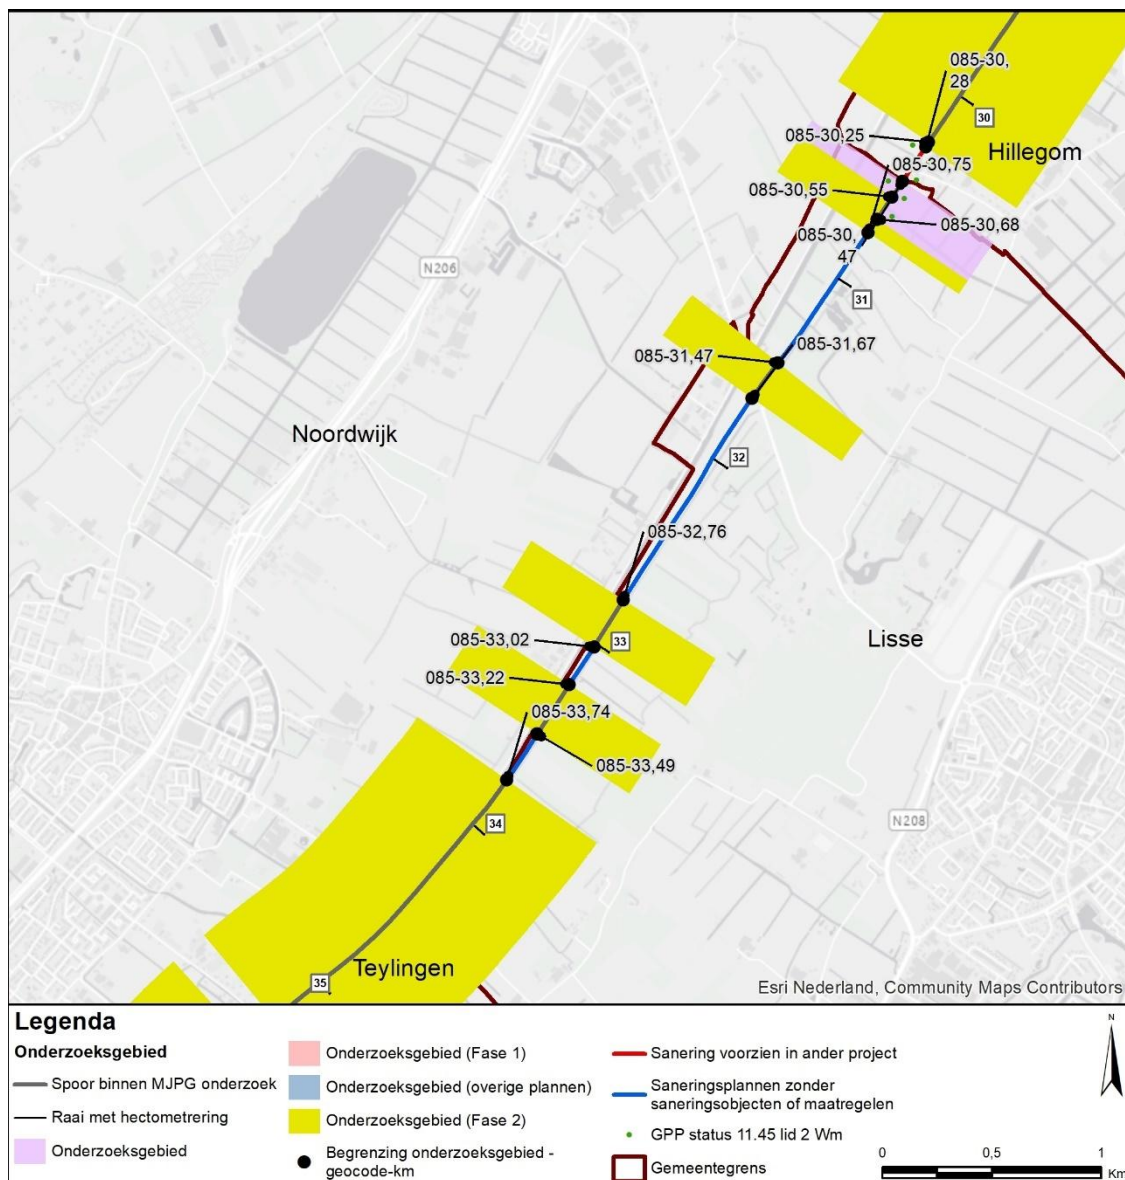 085-30,
28
30
085-30,25
Hillegom
085-30,75
085-30,55
085-30,68
085-30,
47
N206
31
085-31,67
085-31,47
Noordwijk
32
085-32,76
Lisse
085-33,02
33
085-33,22
085-33,74
085-33,49
N208
34
Teylingen
35
Esri Nederland, Community Maps Contributors
Legenda
Onderzoeksgebied
Spoor binnen MJPG onderzoek
Raai met hectometrering
Onderzoeksgebied
Onderzoeksgebied (Fase 1)
Onderzoeksgebied (overige plannen)
Onderzoeksgebied (Fase 2)
Begrenzing onderzoeksgebied -
geocode-km
Sanering voorzien in ander project
Saneringsplannen zonder
saneringsobjecten of maatregelen
GPP status 11.45 lid 2 Wm
Gemeentegrens
N
0 0,5 1
Km